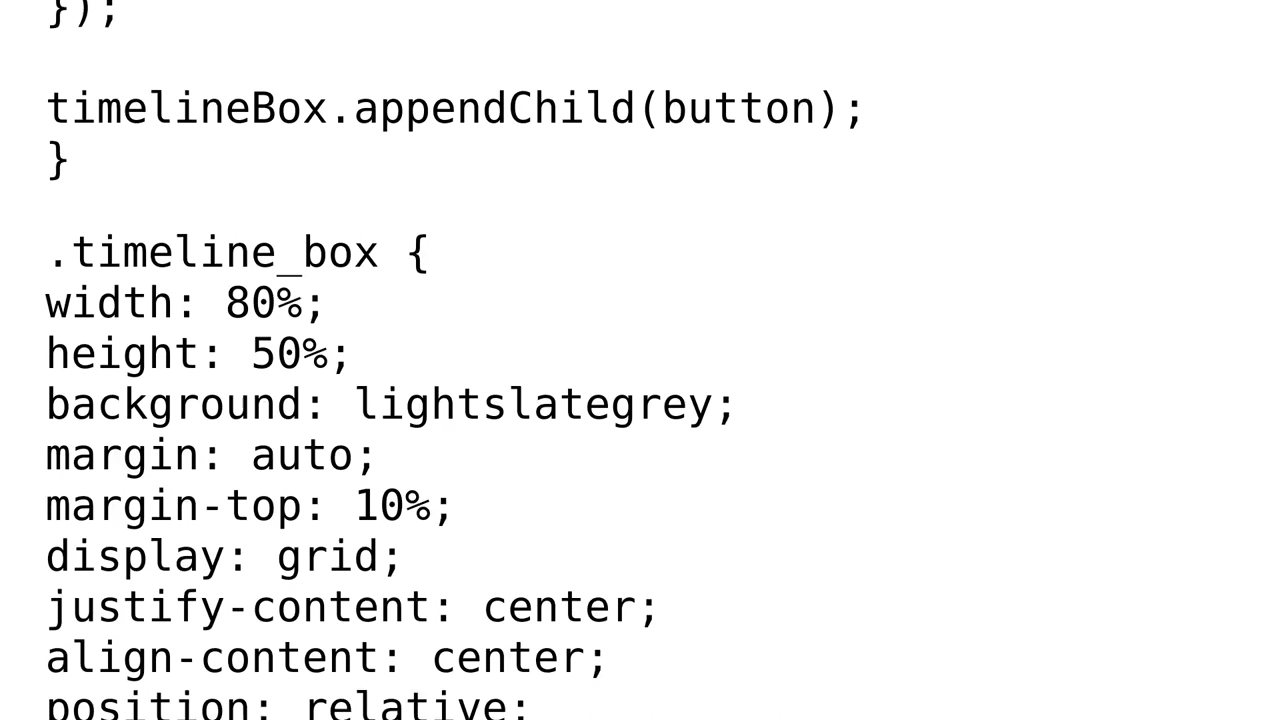 });

timelineBox.appendChild(button);
}

.timeline_box {
width: 80%;
height: 50%;
background: lightslategrey;
margin: auto;
margin-top: 10%;
display: grid;
justify-content: center;
align-content: center;
position: relative;